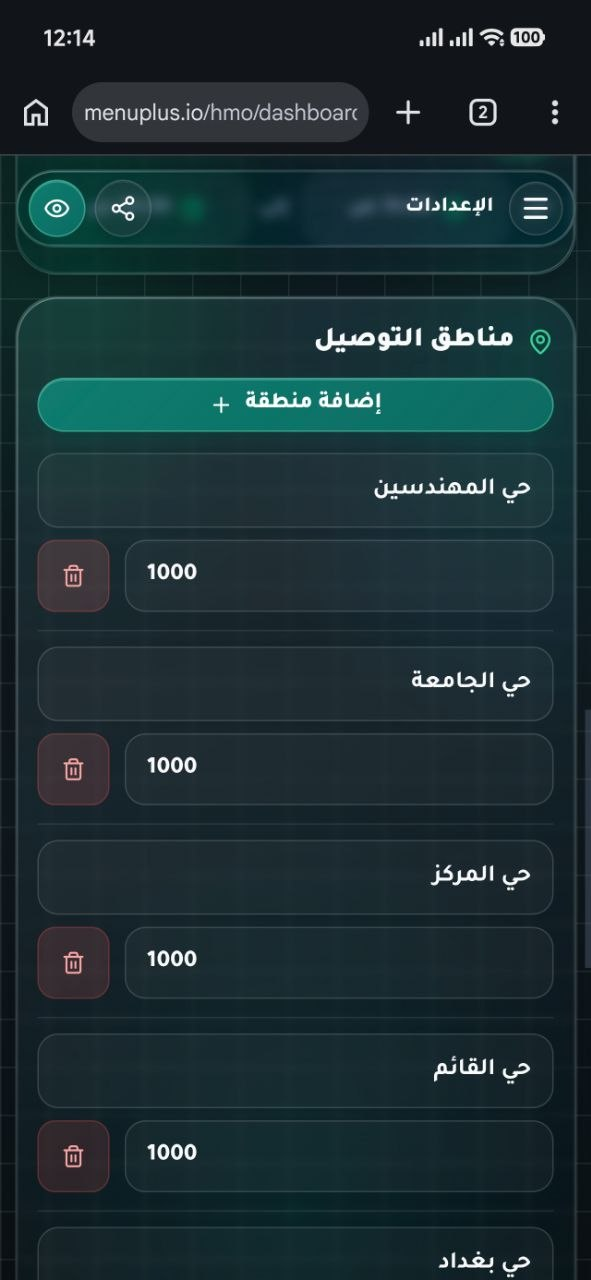 12:14
100
menuplus.io/hmo/dashboard
2
الإعدادات
مناطق التوصيل
إضافة منطقة +
حي المهندسين
1000
حي الجامعة
1000
حي المركز
1000
حي القائم
1000
حي بغداد